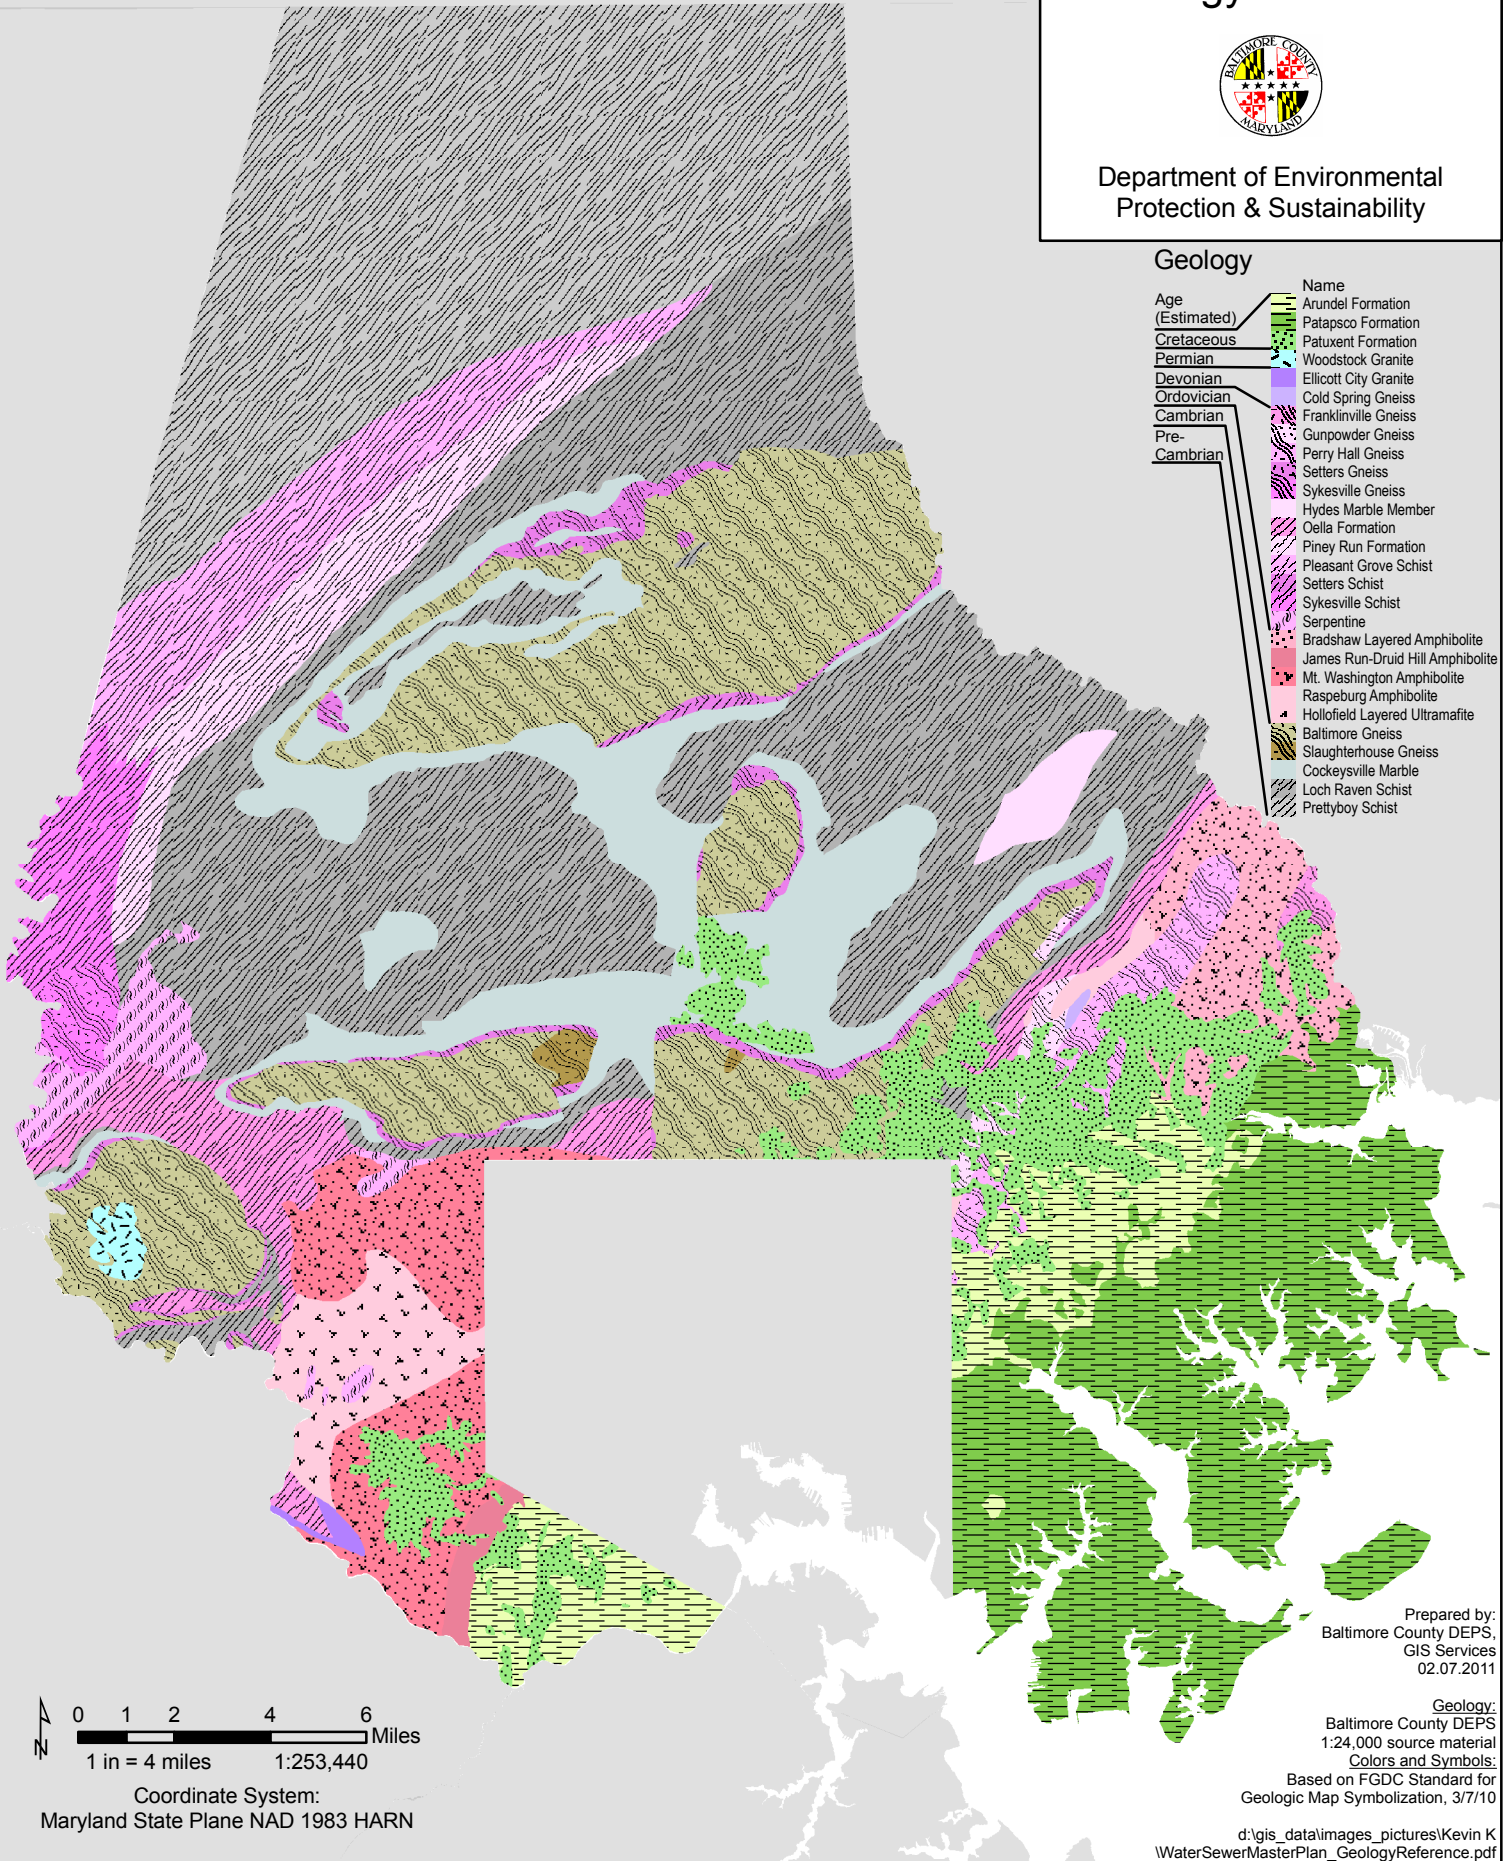 gy
BALTIMORE COUNTY
MARYLAND
Department of Environmental
Protection & Sustainability
Geology
Age
(Estimated)
Cretaceous
Permian
Devonian
Ordovician
Cambrian
Pre-
Cambrian
Name
Arundel Formation
Patapsco Formation
Patuxent Formation
Woodstock Granite
Ellicott City Granite
Cold Spring Gneiss
Franklinville Gneiss
Gunpowder Gneiss
Perry Hall Gneiss
Setters Gneiss
Sykesville Gneiss
Hydes Marble Member
Oella Formation
Piney Run Formation
Pleasant Grove Schist
Setters Schist
Sykesville Schist
Serpentine
Bradshaw Layered Amphibolite
James Run-Druid Hill Amphibolite
Mt. Washington Amphibolite
Raspeburg Amphibolite
Hollofield Layered Ultramafite
Baltimore Gneiss
Slaughterhouse Gneiss
Cockeysville Marble
Loch Raven Schist
Prettyboy Schist
Prepared by:
Baltimore County DEPS,
GIS Services
02.07.2011
Geology:
Baltimore County DEPS
1:24,000 source material
Colors and Symbols:
Based on FGDC Standard for
Geologic Map Symbolization, 3/7/10
d:\gis_data\images_pictures\Kevin K
\WaterSewerMasterPlan_GeologyReference.pdf
N
0 1 2 4 6
Miles
1 in = 4 miles 1:253,440
Coordinate System:
Maryland State Plane NAD 1983 HARN